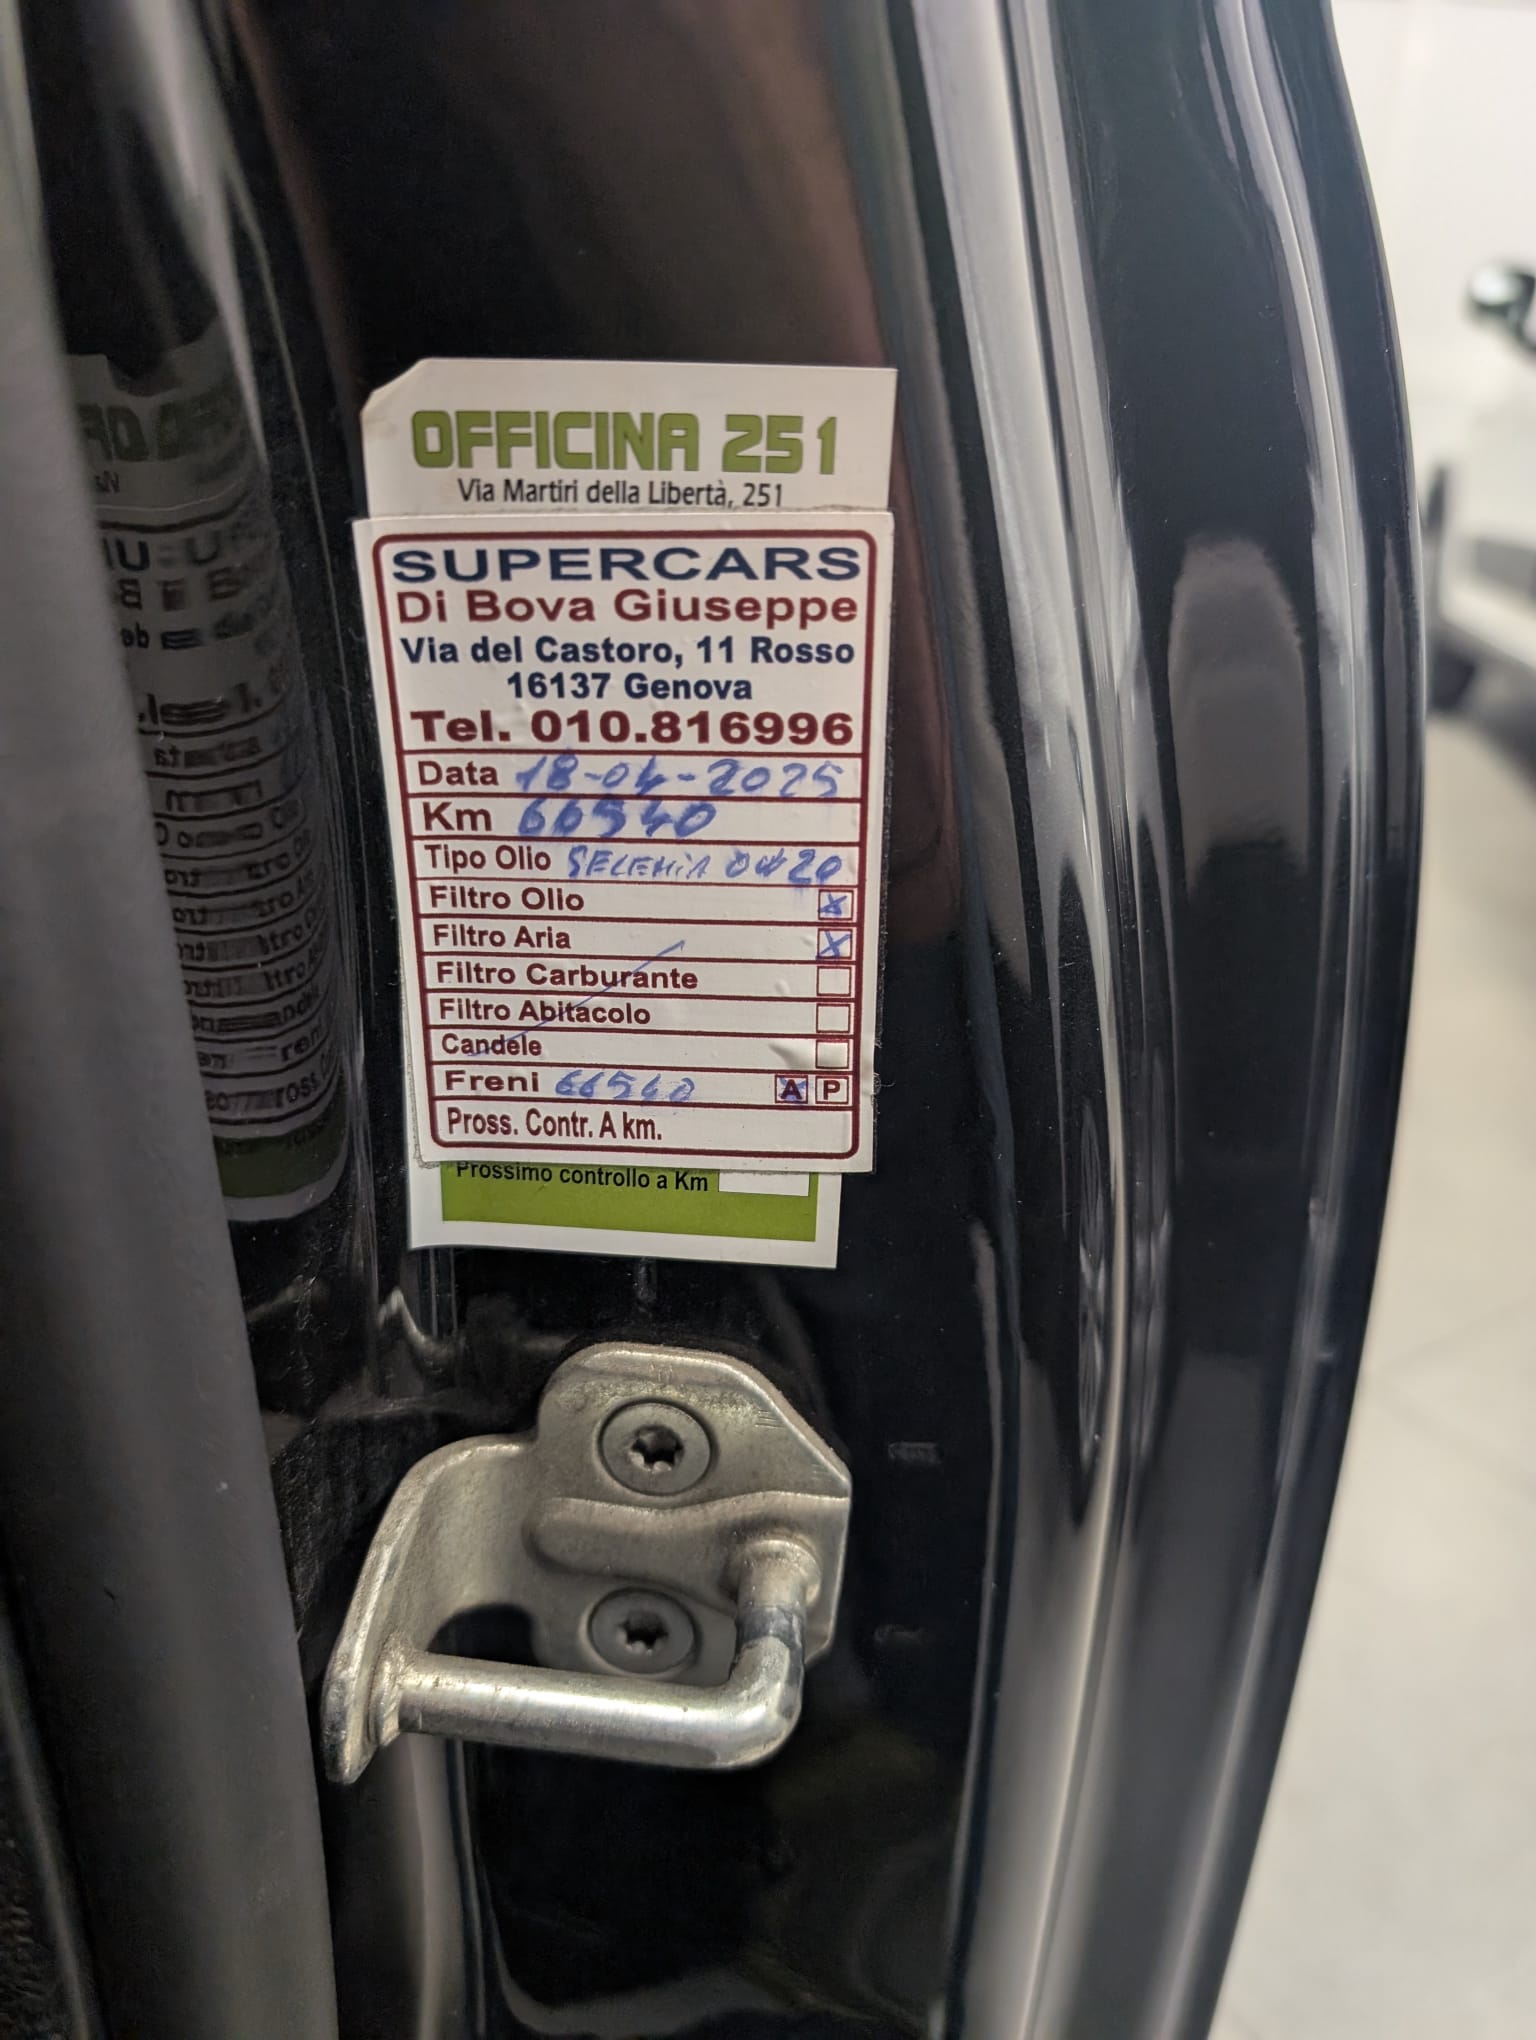 OFFICINA 251
Via Martiri della Libertà, 251
SUPERCARS
Di Bova Giuseppe
Via del Castoro, 11 Rosso
16137 Genova
Tel. 010.816996
Data 18-04-2025
Km 66540
Tipo Olio SELENIA 0W20
Filtro Olio X
Filtro Aria X
Filtro Carburante
Filtro Abitacolo
Candele
Freni 66540 A P
Pross. Contr. A km.
Prossimo controllo a Km